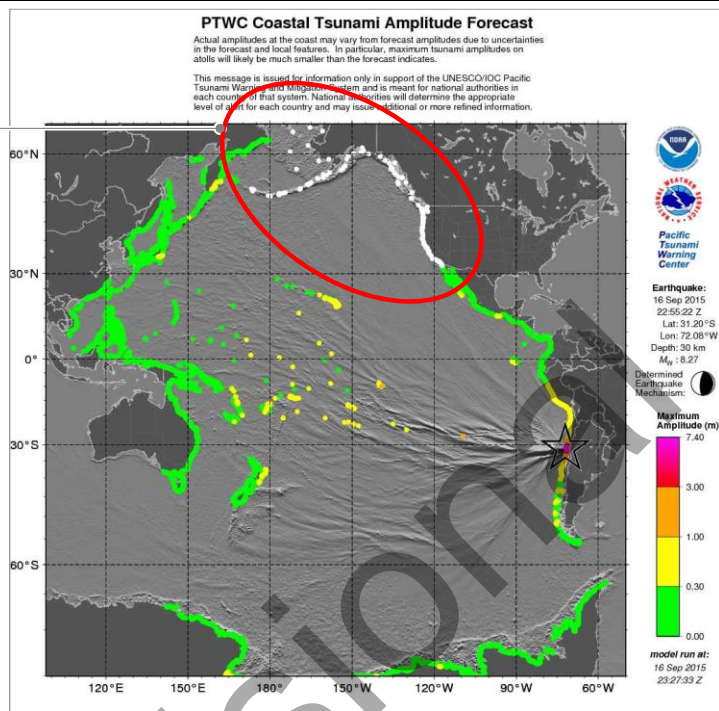 PTWC Coastal Tsunami Amplitude Forecast
Actual amplitudes at the coast may vary from forecast amplitudes due to uncertainties
in the forecast and local features. In particular, maximum tsunami amplitudes on
atolls will likely be much smaller than the forecast indicates.
This message is issued for information only in support of the UNESCO/IOC Pacific
Tsunami Warning and Mitigation System and is meant for national authorities in
each country of that system. National authorities will determine the appropriate
level of alert for each country and may issue additional or more refined information.
60°N
30°N
0°
30°S
60°S
120°E
150°E
180°
150°W
120°W
90°W
60°W
NOAA
NATIONAL WEATHER SERVICE
Pacific
Tsunami
Warning
Center
Earthquake:
16 Sep 2015
22:55:22 Z
Lat: 31.20°S
Lon: 72.08°W
Depth: 30 km
Mw : 8.27
Determined
Earthquake
Mechanism:
Maximum
Amplitude (m)
7.40
3.00
1.00
0.30
0.00
model run at:
16 Sep 2015
23:27:33 Z
sional